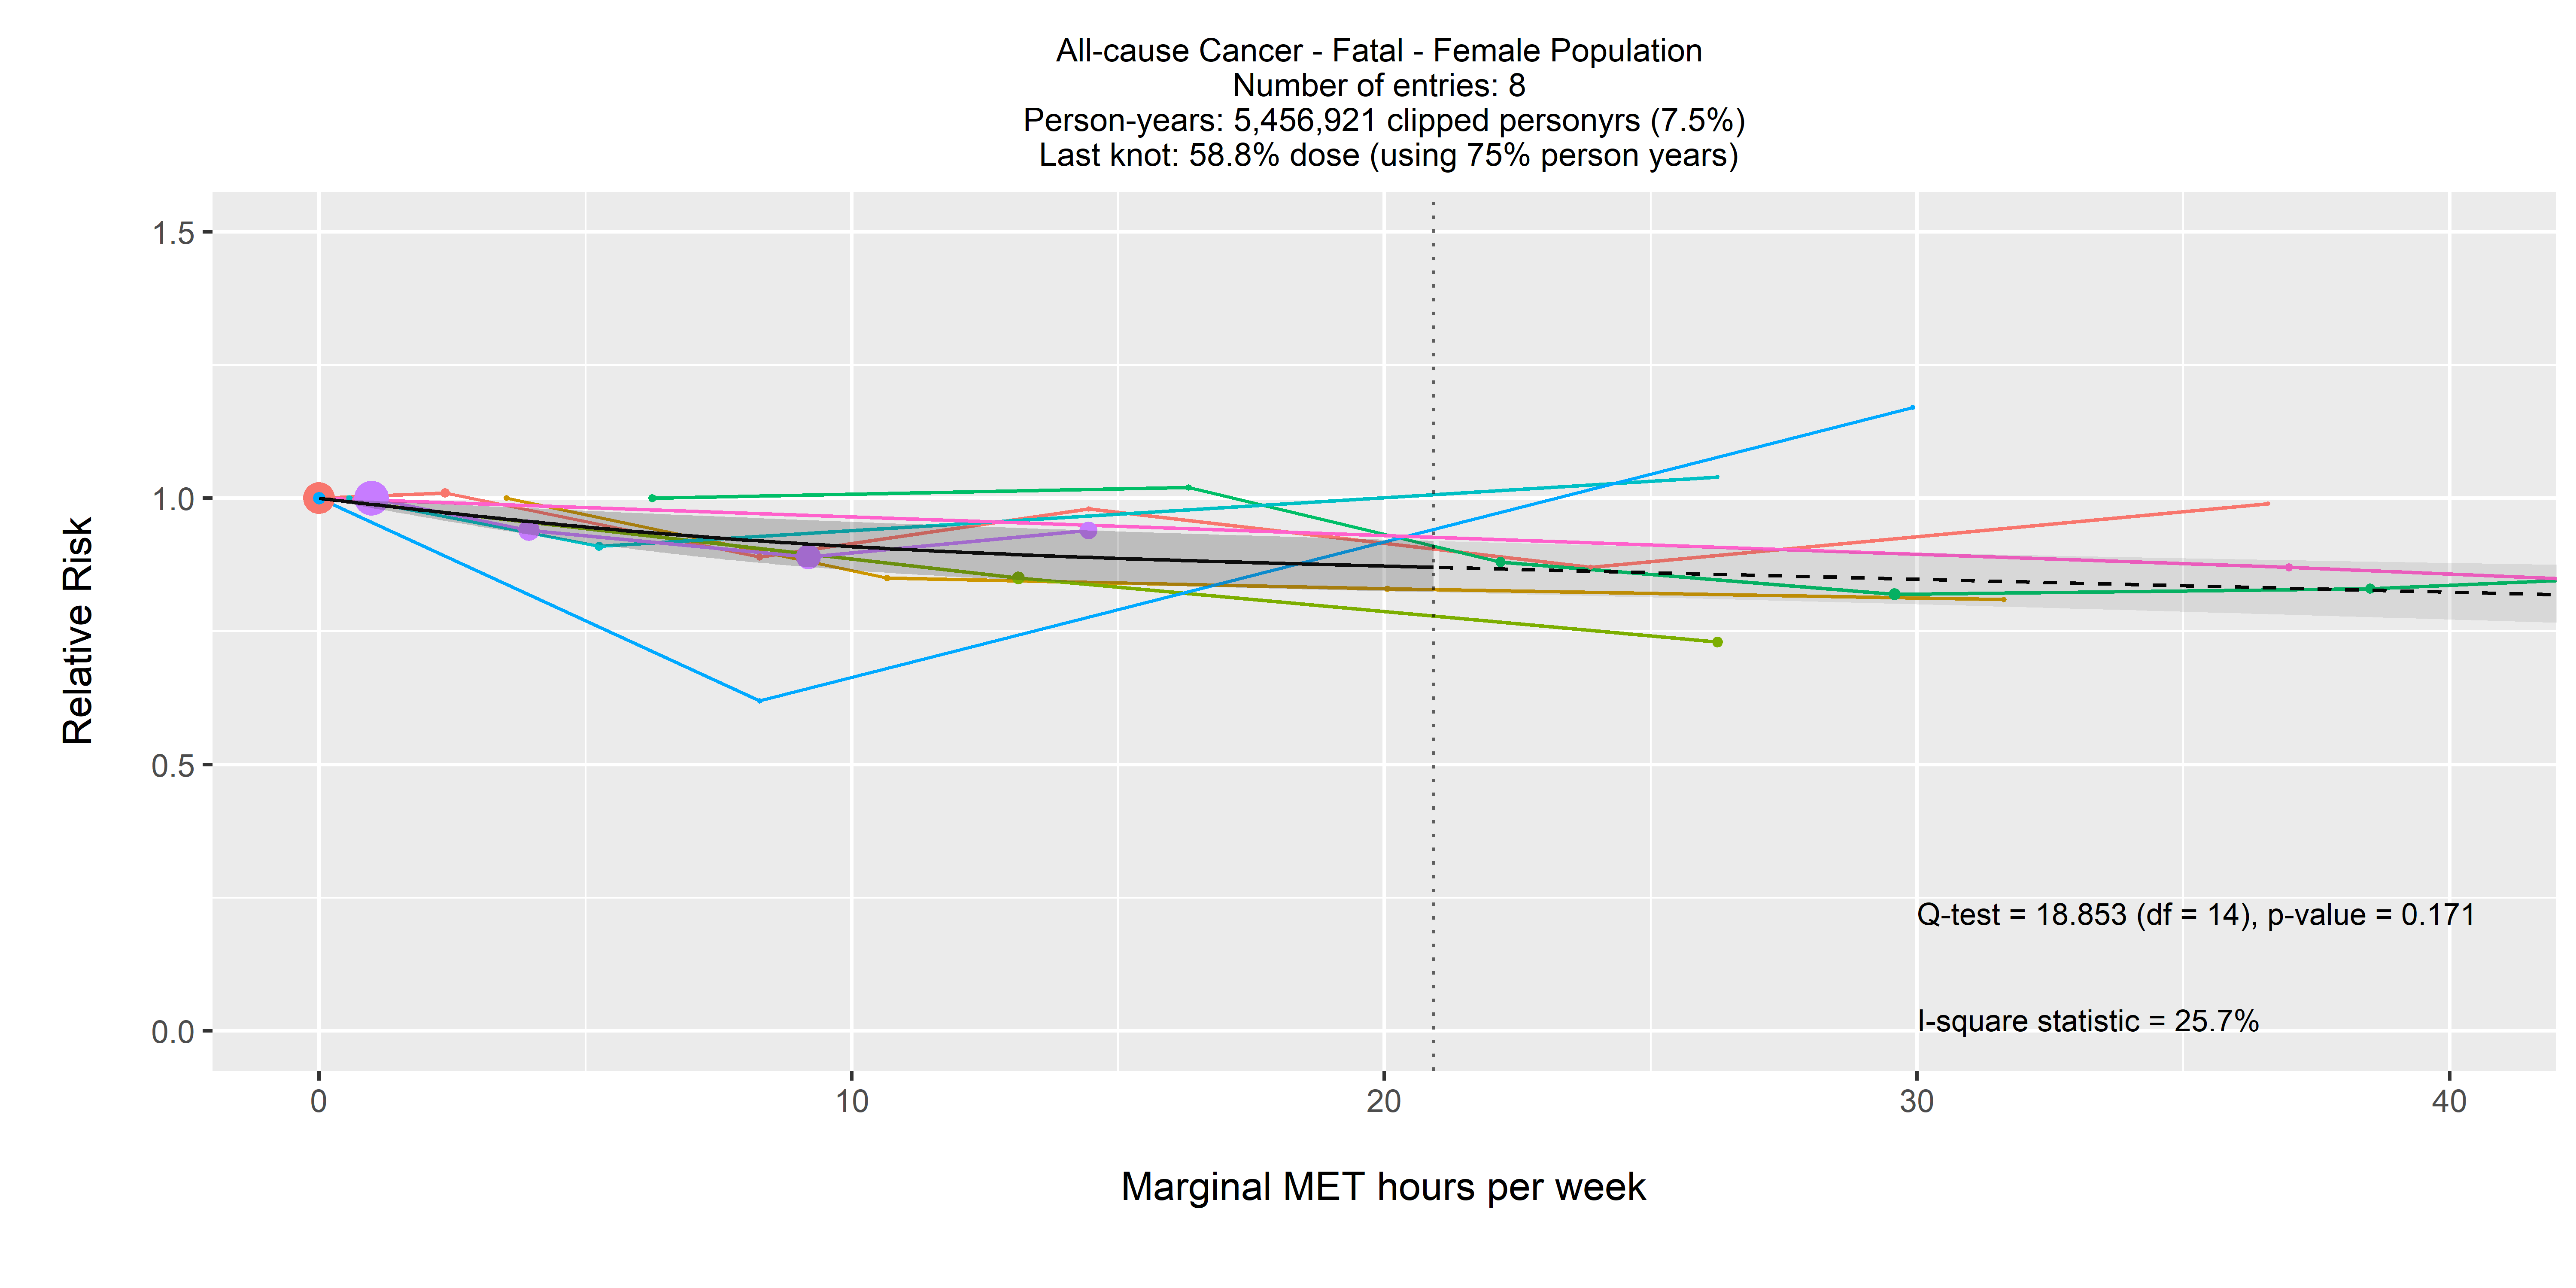 All-cause Cancer - Fatal - Female Population
Number of entries: 8
Person-years: 5,456,921 clipped personyrs (7.5%)
Last knot: 58.8% dose (using 75% person years)
1.5
1.0
0.5
0.0
Relative Risk
Q-test = 18.853 (df = 14), p-value = 0.171
I-square statistic = 25.7%
0 10 20 30 40
Marginal MET hours per week